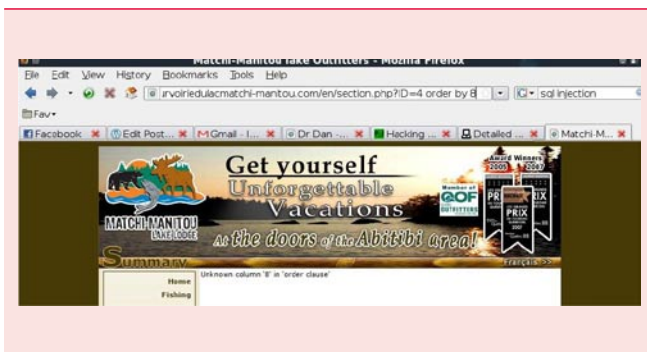 Matchi-Manitou lake Outfitters - Mozilla Firefox
File Edit View History Bookmarks Tools Help
irvoiriedulacmatchi-manitou.com/en/section.php?ID=4 order by 8
sql injection
Fav
Facebook
Edit Post...
Gmail - I...
Dr Dan -...
Hacking ...
Detailed ...
Matchi-M...
Get yourself
Unforgettable
Vacations
At the doors of the Abitibi area!
MATCHI-MANITOU
LAKE LODGE
Member of
QOF
OUTFITTERS
Award Winners
2005
2007
PRIX
Summary
Français >>
Home
Fishing
Unknown column '8' in 'order clause'